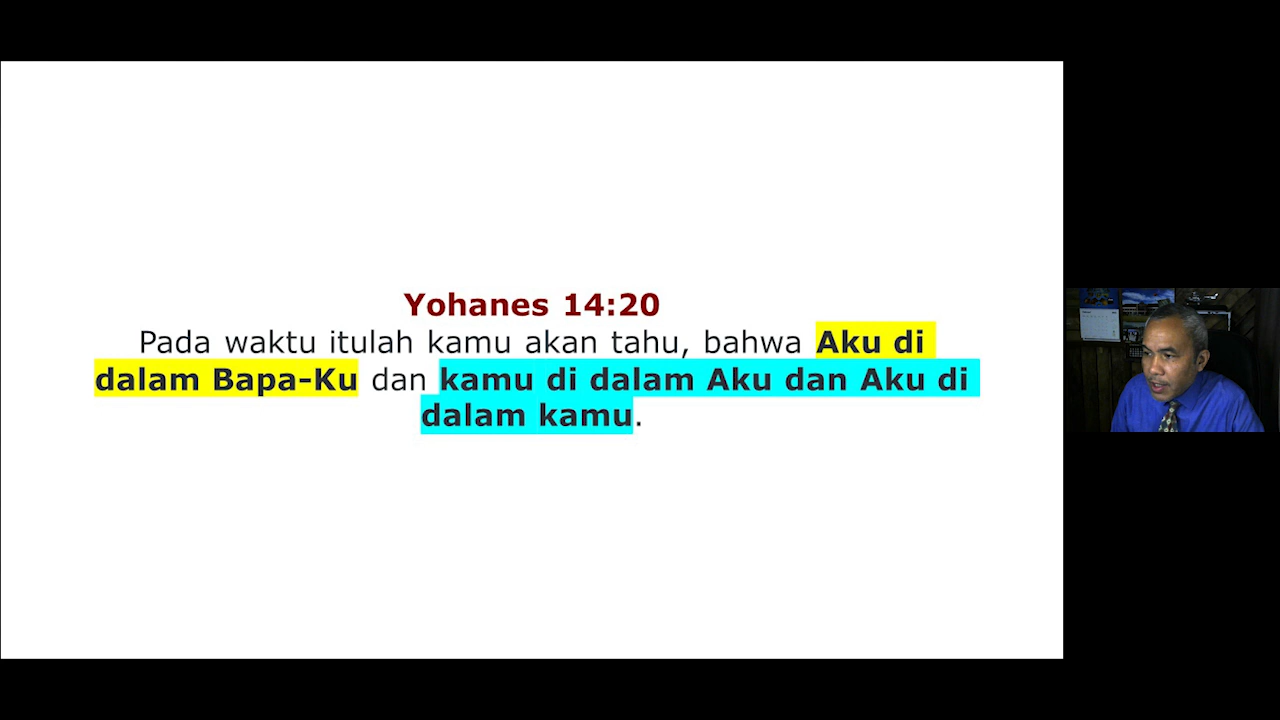 Yohanes 14:20
Pada waktu itulah kamu akan tahu, bahwa Aku di
dalam Bapa-Ku dan kamu di dalam Aku dan Aku di
dalam kamu.